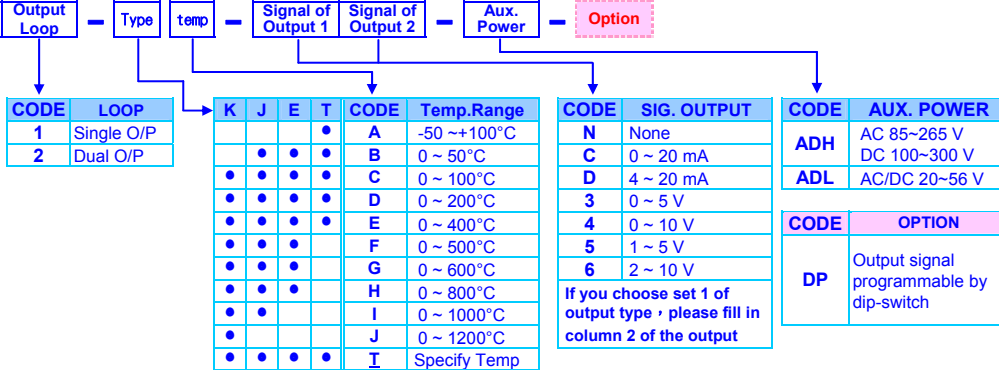 Output Loop – Type – temp – Signal of Output 1 Signal of Output 2 – Aux. Power – Option
CODE LOOP
1 Single O/P
2 Dual O/P
K J E T CODE Temp.Range
• A -50 ~+100°C
• • • B 0 ~ 50°C
• • • • C 0 ~ 100°C
• • • • D 0 ~ 200°C
• • • • E 0 ~ 400°C
• • • F 0 ~ 500°C
• • • G 0 ~ 600°C
• • • H 0 ~ 800°C
• • I 0 ~ 1000°C
• J 0 ~ 1200°C
• • • • T Specify Temp
CODE SIG. OUTPUT
N None
C 0 ~ 20 mA
D 4 ~ 20 mA
3 0 ~ 5 V
4 0 ~ 10 V
5 1 ~ 5 V
6 2 ~ 10 V
If you choose set 1 of
output type，please fill in
column 2 of the output
CODE AUX. POWER
ADH AC 85~265 V
DC 100~300 V
ADL AC/DC 20~56 V
CODE OPTION
DP Output signal
programmable by
dip-switch